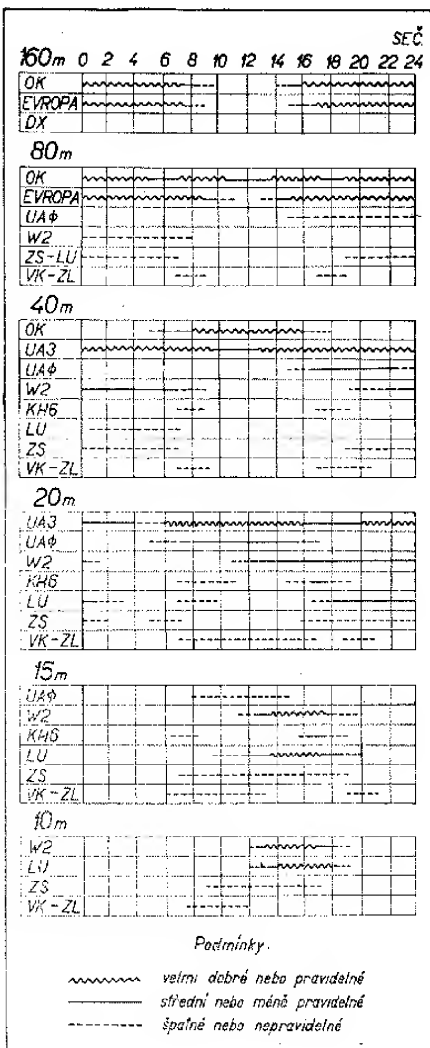 SEČ
160m 0 2 4 6 8 10 12 14 16 18 20 22 24
OK
EVROPA
DX
80m
OK
EVROPA
UAΦ
W2
ZS-LU
VK-ZL
40m
OK
UA3
UAΦ
W2
KH6
LU
ZS
VK-ZL
20m
UA3
UAΦ
W2
KH6
LU
ZS
VK-ZL
15m
UAΦ
W2
KH6
LU
ZS
VK-ZL
10m
W2
LU
ZS
VK-ZL
Podmínky:
velmi dobré nebo pravidelné
střední nebo méně pravidelné
špatné nebo nepravidelné